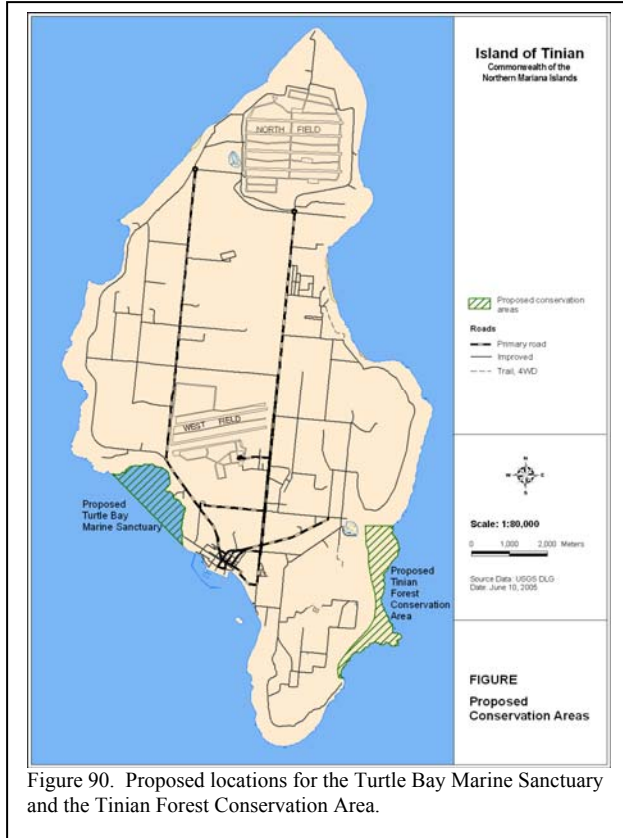 Island of Tinian
Commonwealth of the
Northern Mariana Islands
NORTH FIELD
WEST FIELD
Proposed
Turtle Bay
Marine Sanctuary
Proposed
Tinian
Forest
Conservation
Area
Proposed conservation
areas
Roads
Primary road
Improved
Trail, 4WD
N
W
E
S
Scale: 1:80,000
0 1,000 2,000 Meters
Source Data: USGS DLG
Date: June 10, 2005
FIGURE
Proposed
Conservation Areas
Figure 90. Proposed locations for the Turtle Bay Marine Sanctuary
and the Tinian Forest Conservation Area.